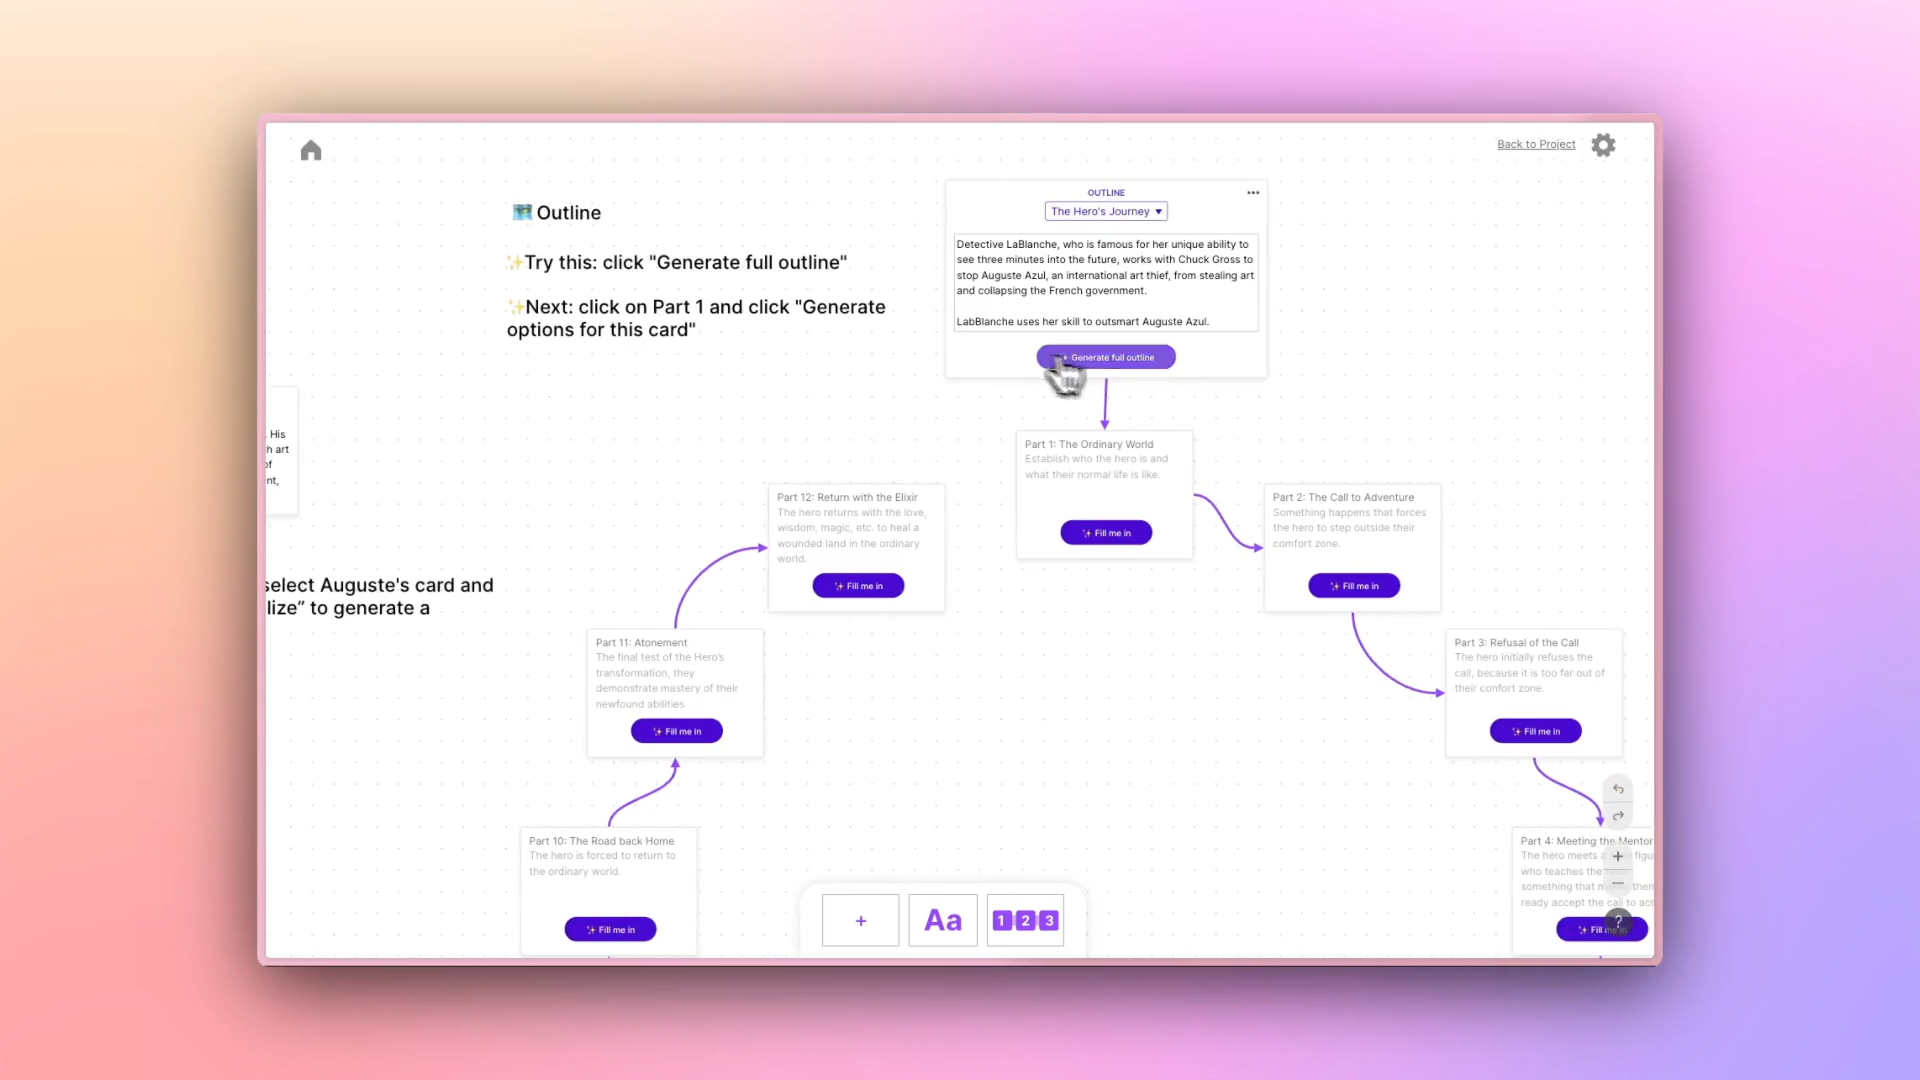 Back to Project
🗺️ Outline
✨Try this: click "Generate full outline"
✨Next: click on Part 1 and click "Generate
options for this card"
OUTLINE
The Hero's Journey ▼
Detective LaBlanche, who is famous for her unique ability to
see three minutes into the future, works with Chuck Gross to
stop Auguste Azul, an international art thief, from stealing art
and collapsing the French government.
LabBlanche uses her skill to outsmart Auguste Azul.
Generate full outline
. His
h art
of
nt,
select Auguste's card and
lize” to generate a
Part 1: The Ordinary World
Establish who the hero is and
what their normal life is like.
✨ Fill me in
Part 2: The Call to Adventure
Something happens that forces
the hero to step outside their
comfort zone.
✨ Fill me in
Part 3: Refusal of the Call
The hero initially refuses the
call, because it is too far out of
their comfort zone.
✨ Fill me in
Part 4: Meeting the Mentor
The hero meets a figu
who teaches the
something that m then
ready accept the call to act
✨ Fill me in
Part 10: The Road back Home
The hero is forced to return to
the ordinary world.
✨ Fill me in
Part 11: Atonement
The final test of the Hero's
transformation, they
demonstrate mastery of their
newfound abilities
✨ Fill me in
Part 12: Return with the Elixir
The hero returns with the love,
wisdom, magic, etc. to heal a
wounded land in the ordinary
world.
✨ Fill me in
+
Aa
1 2 3
+
−
?